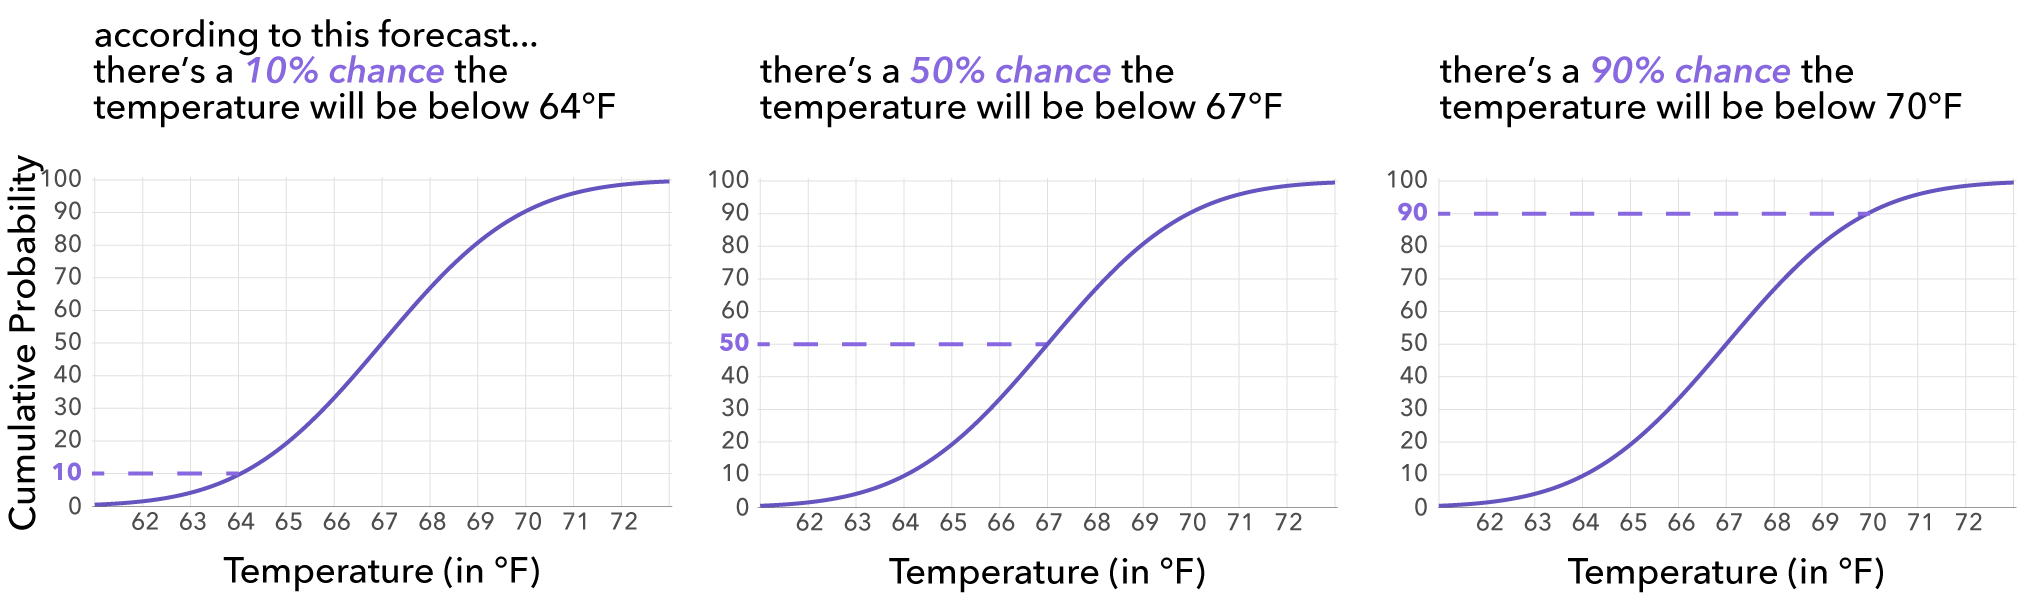 according to this forecast...
there's a 10% chance the
temperature will be below 64°F
there's a 50% chance the
temperature will be below 67°F
there's a 90% chance the
temperature will be below 70°F
Cumulative Probability
100
90
80
70
60
50
40
30
20
10
0
62 63 64 65 66 67 68 69 70 71 72
Temperature (in °F)
100
90
80
70
60
50
40
30
20
10
0
62 63 64 65 66 67 68 69 70 71 72
Temperature (in °F)
100
90
80
70
60
50
40
30
20
10
0
62 63 64 65 66 67 68 69 70 71 72
Temperature (in °F)